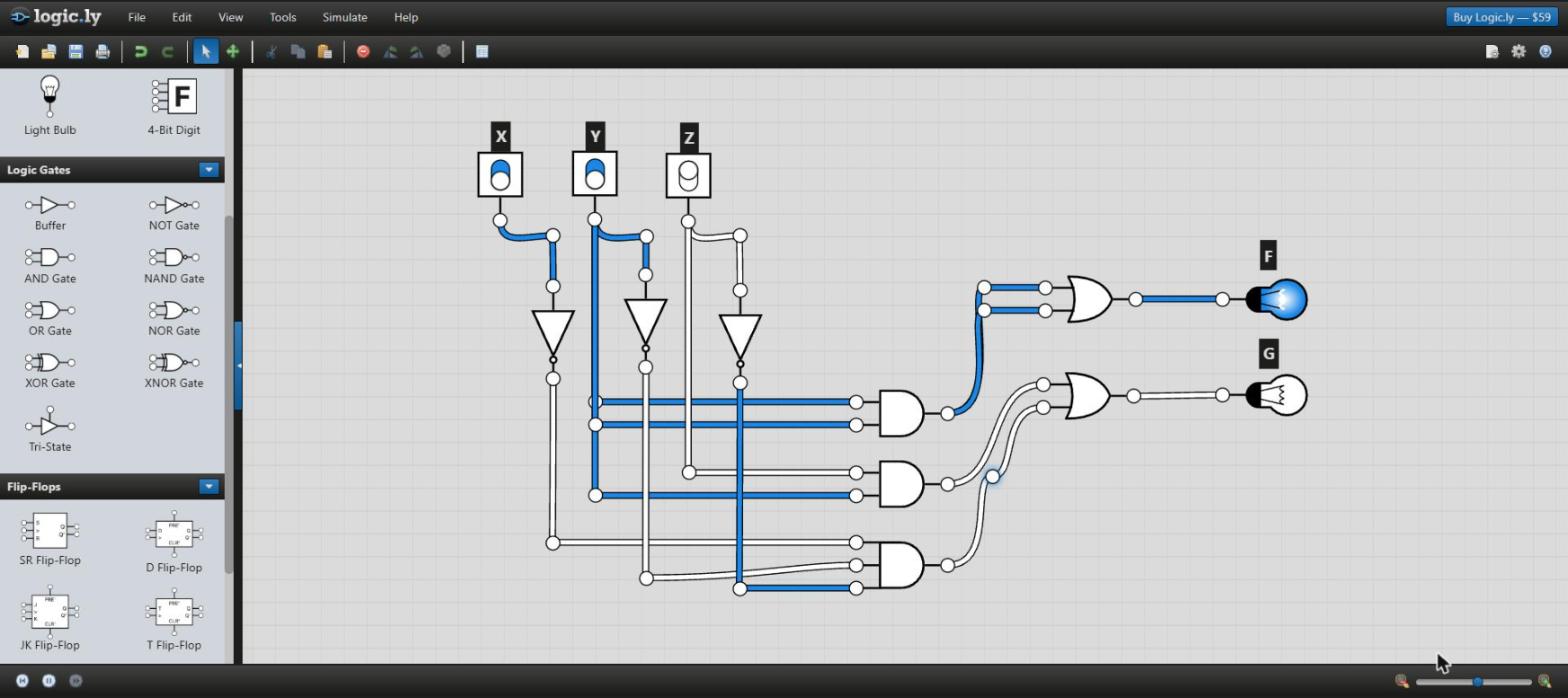 logic.ly File Edit View Tools Simulate Help Buy Logic.ly — $59
F
Light Bulb 4-Bit Digit
Logic Gates
Buffer NOT Gate
AND Gate NAND Gate
OR Gate NOR Gate
XOR Gate XNOR Gate
Tri-State
Flip-Flops
SR Flip-Flop D Flip-Flop
JK Flip-Flop T Flip-Flop
X Y Z
F
G